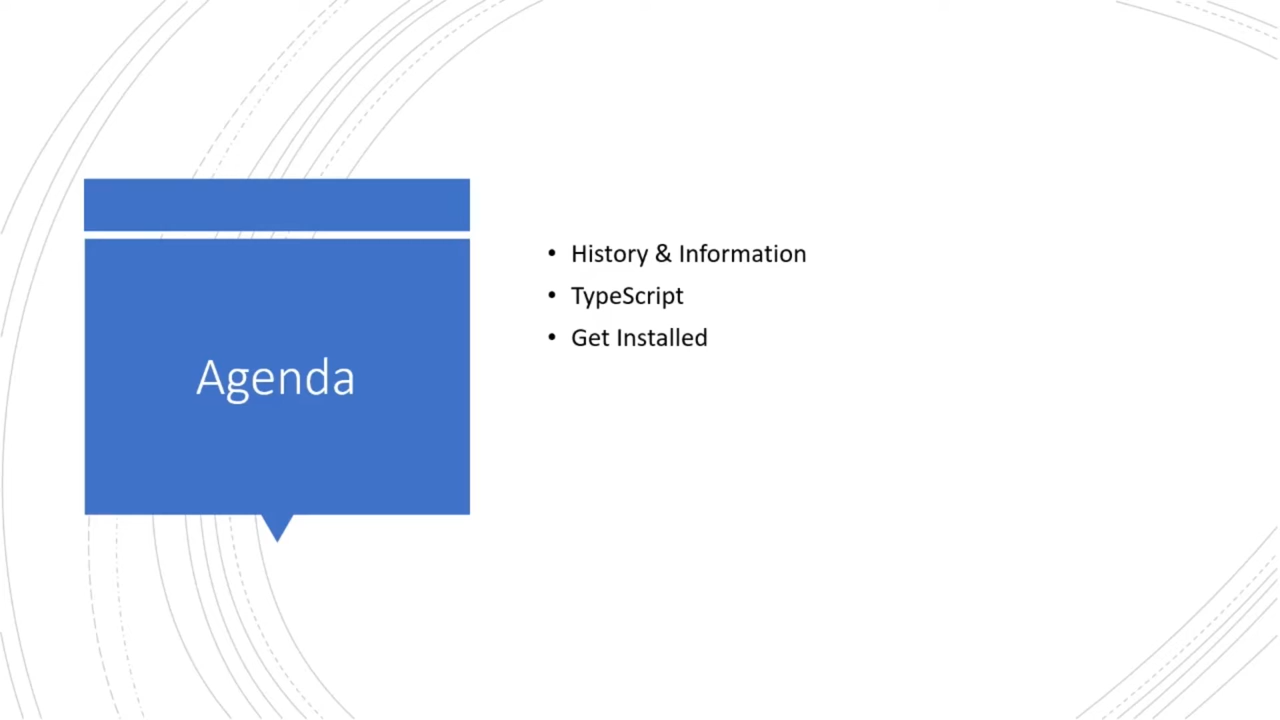 Agenda
• History & Information
• TypeScript
• Get Installed